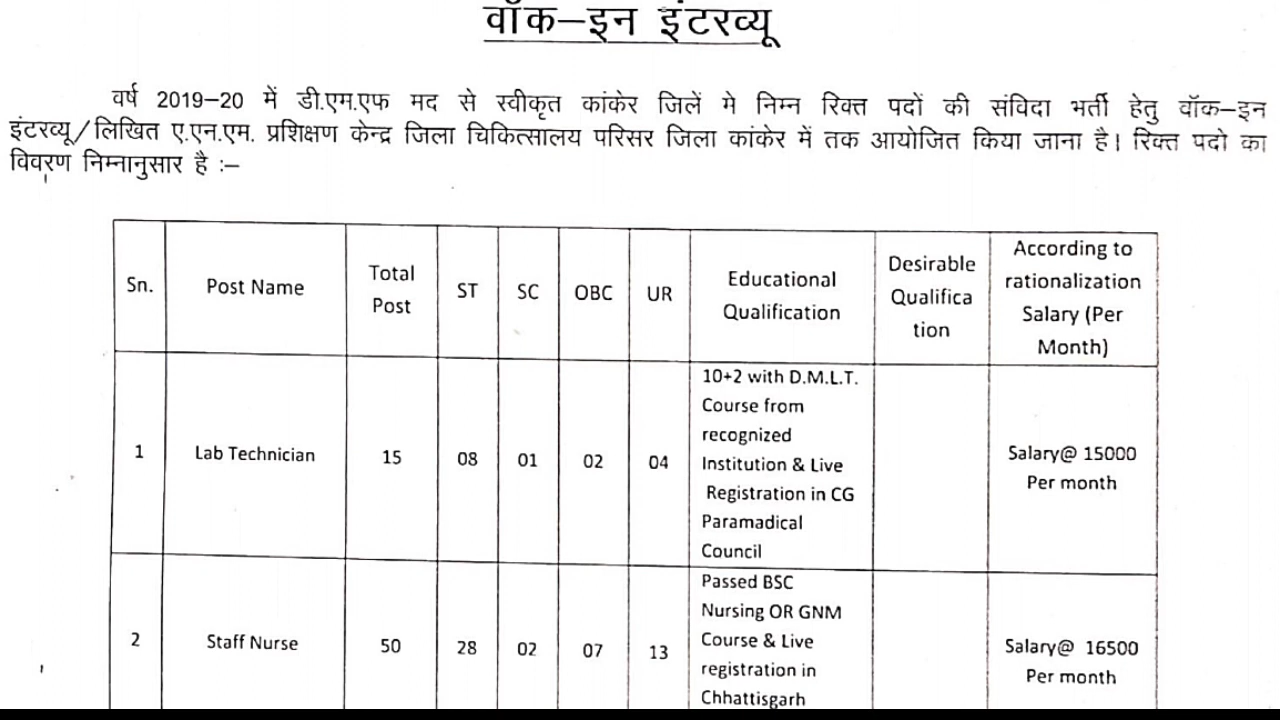 वॉक–इन इंटरव्यू
वर्ष 2019–20 में डी.एम.एफ मद से स्वीकृत कांकेर जिलें मे निम्न रिक्त पदों की संविदा भर्ती हेतु वॉक–इन
इंटरव्यू/लिखित ए.एन.एम. प्रशिक्षण केन्द्र जिला चिकित्सालय परिसर जिला कांकेर में तक आयोजित किया जाना है। रिक्त पदो का
विवरण निम्नानुसार है :–
Sn. Post Name Total Post ST SC OBC UR Educational Qualification Desirable Qualifica tion According to rationalization Salary (Per Month)
1 Lab Technician 15 08 01 02 04 10+2 with D.M.L.T. Course from recognized Institution & Live Registration in CG Paramadical Council Salary@ 15000 Per month
2 Staff Nurse 50 28 02 07 13 Passed BSC Nursing OR GNM Course & Live registration in Chhattisgarh Salary@ 16500 Per month